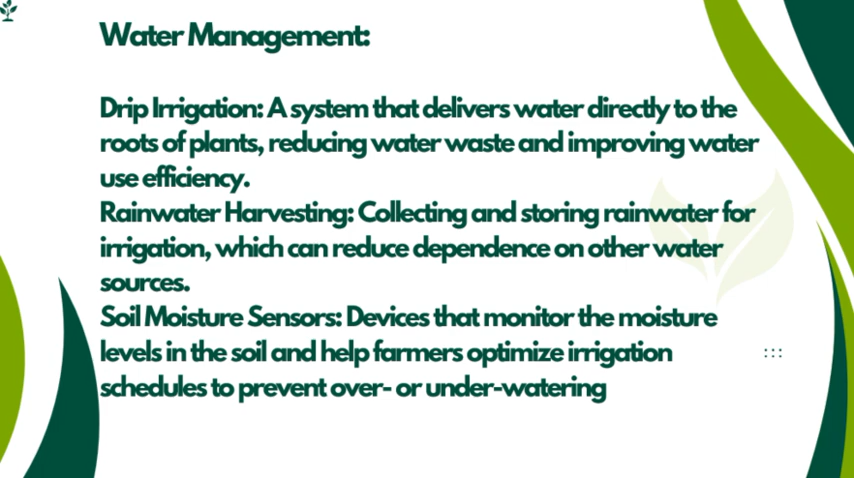 Water Management:
Drip Irrigation: A system that delivers water directly to the
roots of plants, reducing water waste and improving water
use efficiency.
Rainwater Harvesting: Collecting and storing rainwater for
irrigation, which can reduce dependence on other water
sources.
Soil Moisture Sensors: Devices that monitor the moisture
levels in the soil and help farmers optimize irrigation
schedules to prevent over- or under-watering